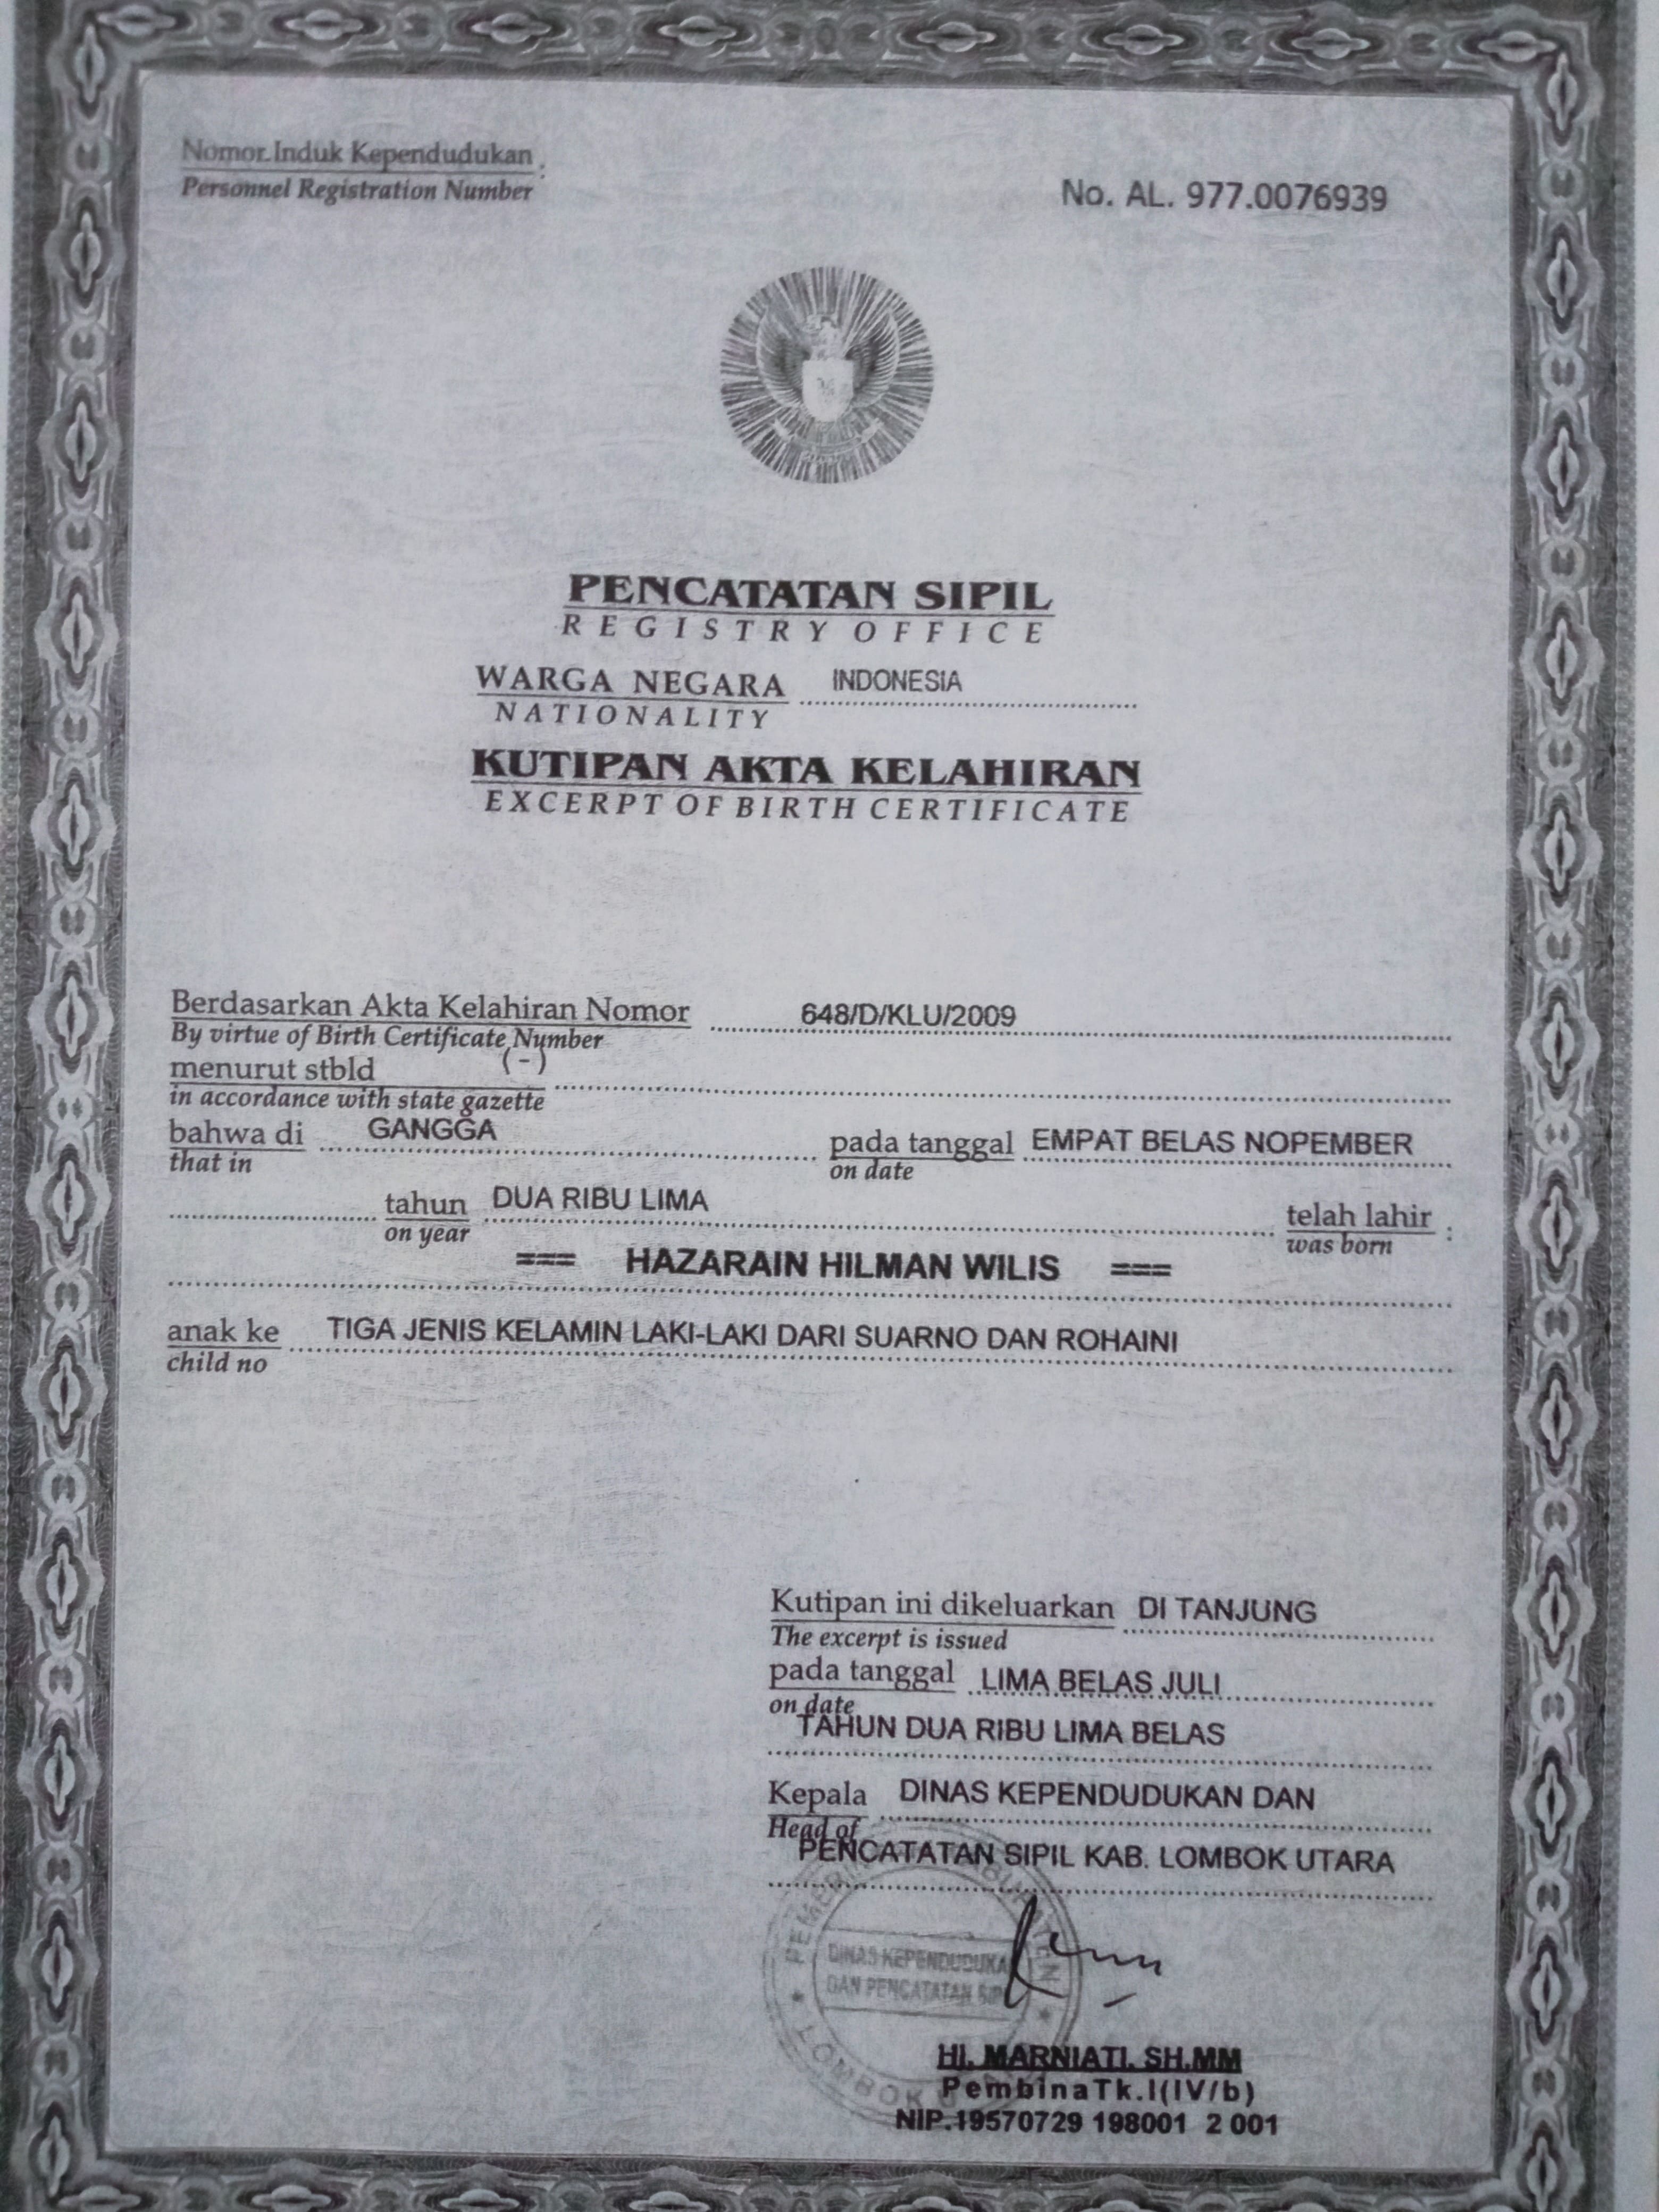 Nomor Induk Kependudukan :
Personnel Registration Number
No. AL. 977.0076939
PENCATATAN SIPIL
REGISTRY OFFICE
WARGA NEGARA INDONESIA
NATIONALITY
KUTIPAN AKTA KELAHIRAN
EXCERPT OF BIRTH CERTIFICATE
Berdasarkan Akta Kelahiran Nomor 648/D/KLU/2009
By virtue of Birth Certificate Number
menurut stbld (-)
in accordance with state gazette
bahwa di GANGGA pada tanggal EMPAT BELAS NOPEMBER
that in on date
tahun DUA RIBU LIMA telah lahir :
on year was born
=== HAZARAIN HILMAN WILIS ===
anak ke TIGA JENIS KELAMIN LAKI-LAKI DARI SUARNO DAN ROHAINI
child no
Kutipan ini dikeluarkan DI TANJUNG
The excerpt is issued
pada tanggal LIMA BELAS JULI
on date
TAHUN DUA RIBU LIMA BELAS
Kepala DINAS KEPENDUDUKAN DAN
Head of
PENCATATAN SIPIL KAB. LOMBOK UTARA
DINAS KEPENDUDUKA
DAN PENCATATAN SIP
LOMBOK
HJ. MARNIATI, SH.MM
PembinaTk.I(IV/b)
NIP.19570729 198001 2 001